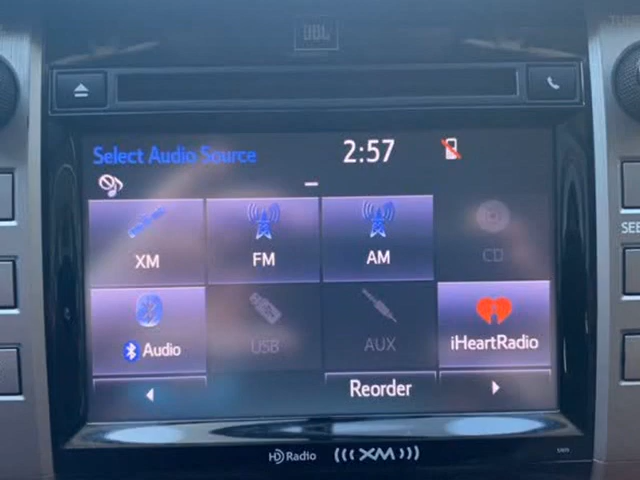 JBL
Select Audio Source 2:57
XM FM AM CD
Audio USB AUX iHeartRadio
Reorder
HD Radio XM